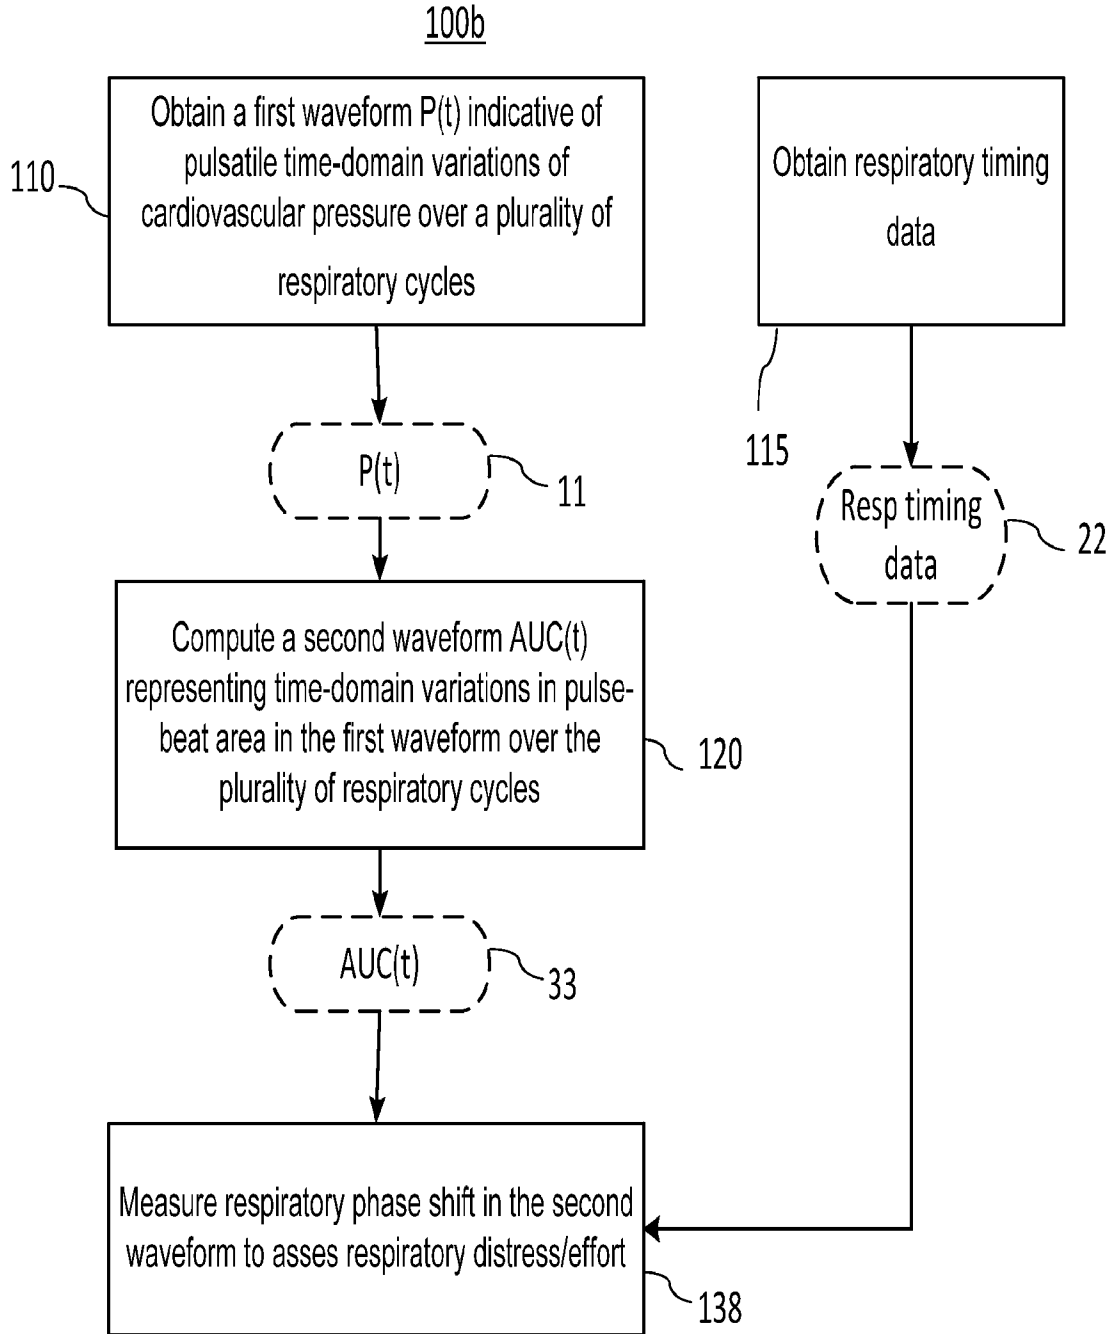 100b
Obtain a first waveform P(t) indicative of
pulsatile time-domain variations of
cardiovascular pressure over a plurality of
respiratory cycles
110
Obtain respiratory timing
data
115
P(t)
11
Resp timing
data
22
Compute a second waveform AUC(t)
representing time-domain variations in pulse-
beat area in the first waveform over the
plurality of respiratory cycles
120
AUC(t)
33
Measure respiratory phase shift in the second
waveform to asses respiratory distress/effort
138